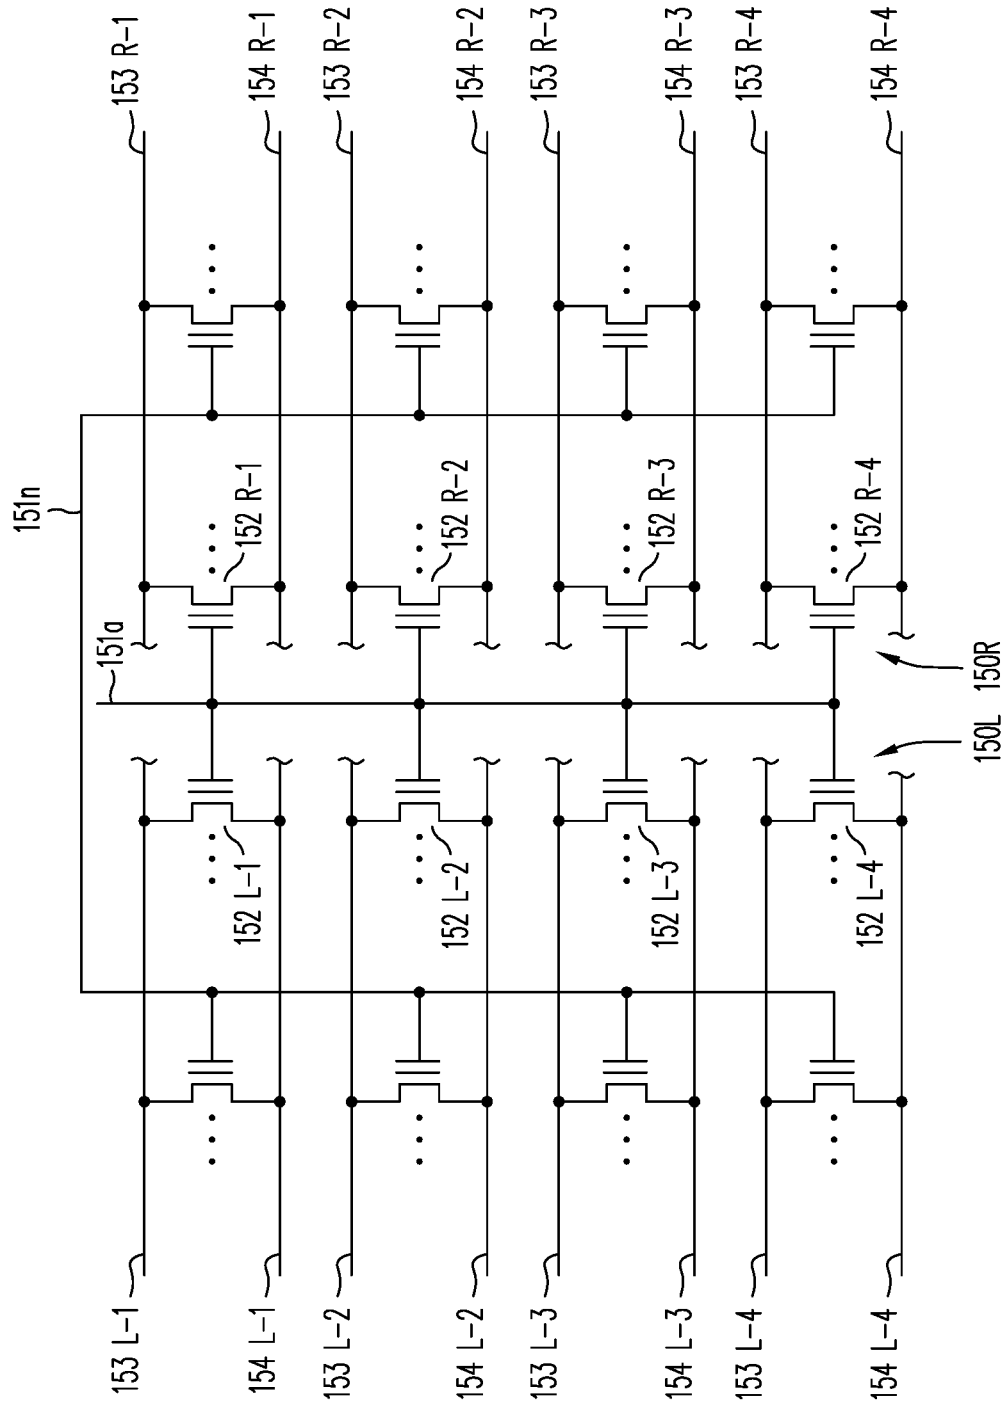 153 R-1
154 R-1
153 R-2
154 R-2
153 R-3
154 R-3
153 R-4
154 R-4
151n
152 R-1
152 R-2
152 R-3
152 R-4
151a
150R
150L
152 L-1
152 L-2
152 L-3
152 L-4
153 L-1
154 L-1
153 L-2
154 L-2
153 L-3
154 L-3
153 L-4
154 L-4